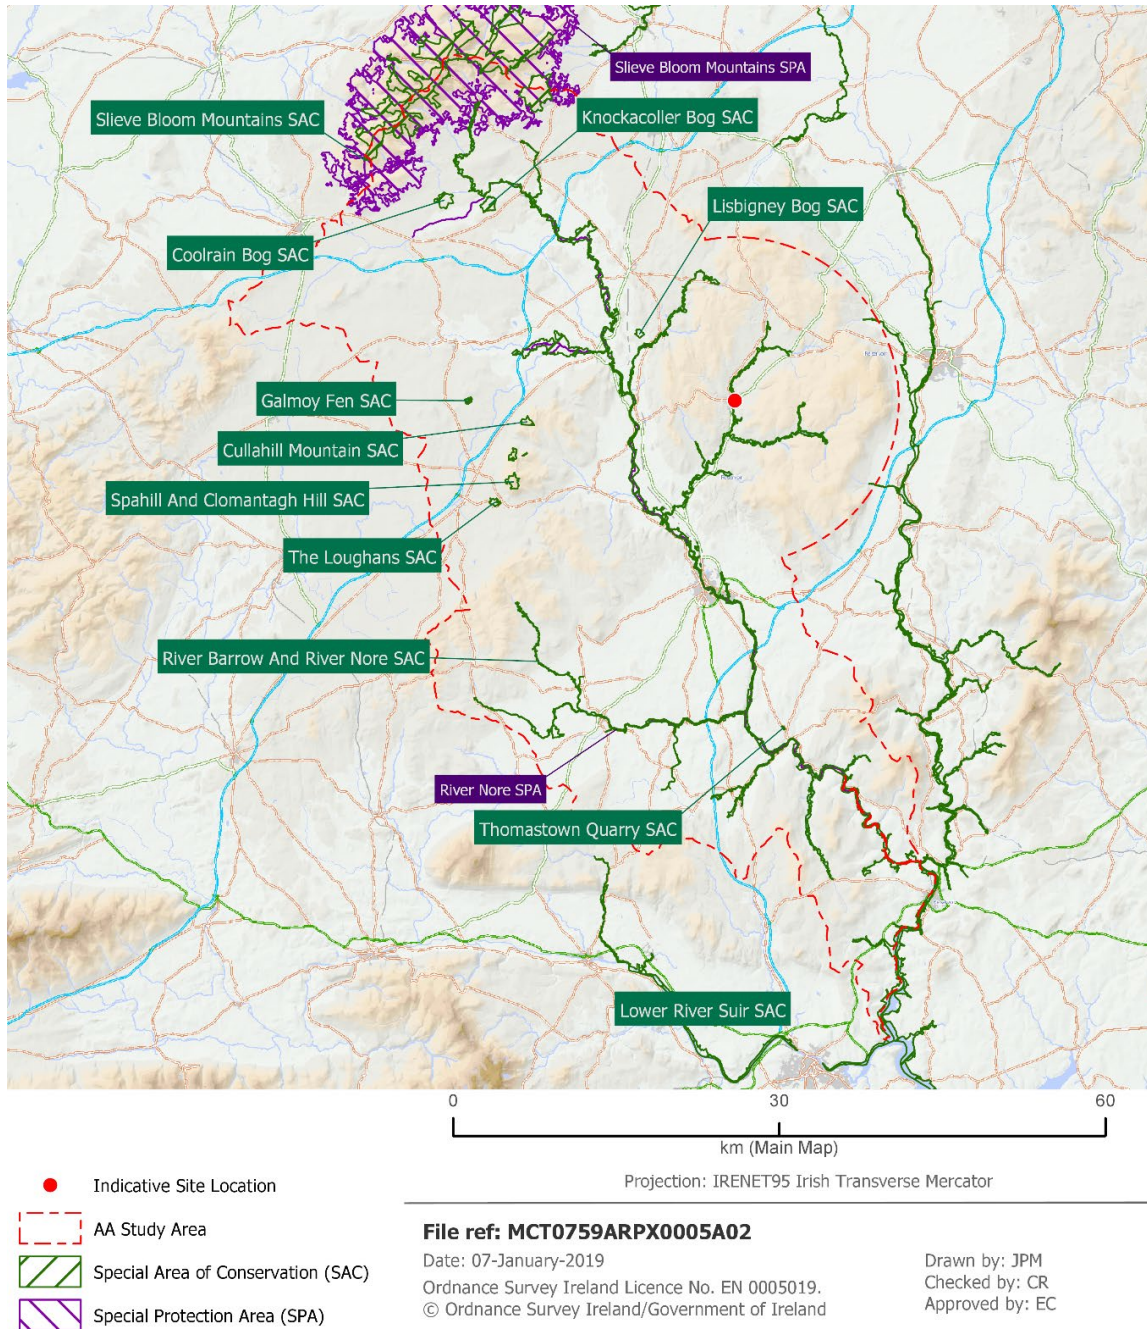 Slieve Bloom Mountains SPA
Slieve Bloom Mountains SAC
Knockacoller Bog SAC
Lisbigney Bog SAC
Coolrain Bog SAC
Galmoy Fen SAC
Cullahill Mountain SAC
Spahill And Clomantagh Hill SAC
The Loughans SAC
River Barrow And River Nore SAC
River Nore SPA
Thomastown Quarry SAC
Lower River Suir SAC
0 30 60
km (Main Map)
Projection: IRENET95 Irish Transverse Mercator
Indicative Site Location
AA Study Area
Special Area of Conservation (SAC)
Special Protection Area (SPA)
File ref: MCT0759ARPX0005A02
Date: 07-January-2019
Ordnance Survey Ireland Licence No. EN 0005019.
© Ordnance Survey Ireland/Government of Ireland
Drawn by: JPM
Checked by: CR
Approved by: EC